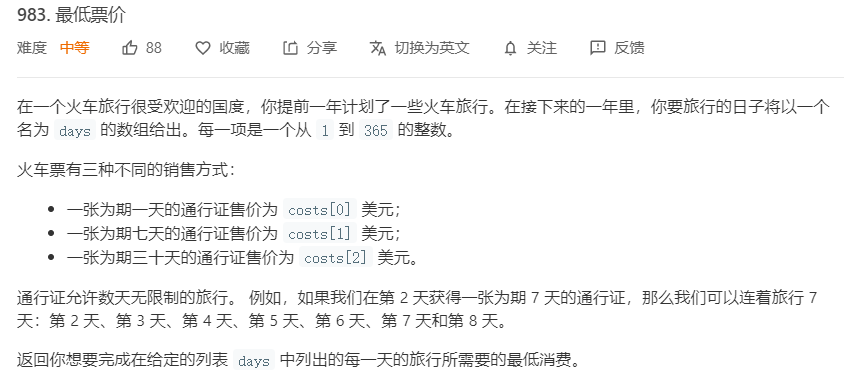 983. 最低票价
难度 中等 88 收藏 分享 切换为英文 关注 反馈
在一个火车旅行很受欢迎的国度，你提前一年计划了一些火车旅行。在接下来的一年里，你要旅行的日子将以一个
名为 days 的数组给出。每一项是一个从 1 到 365 的整数。
火车票有三种不同的销售方式：
• 一张为期一天的通行证售价为 costs[0] 美元；
• 一张为期七天的通行证售价为 costs[1] 美元；
• 一张为期三十天的通行证售价为 costs[2] 美元。
通行证允许数天无限制的旅行。 例如，如果我们在第 2 天获得一张为期 7 天的通行证，那么我们可以连着旅行 7
天：第 2 天、第 3 天、第 4 天、第 5 天、第 6 天、第 7 天和第 8 天。
返回你想要完成在给定的列表 days 中列出的每一天的旅行所需要的最低消费。